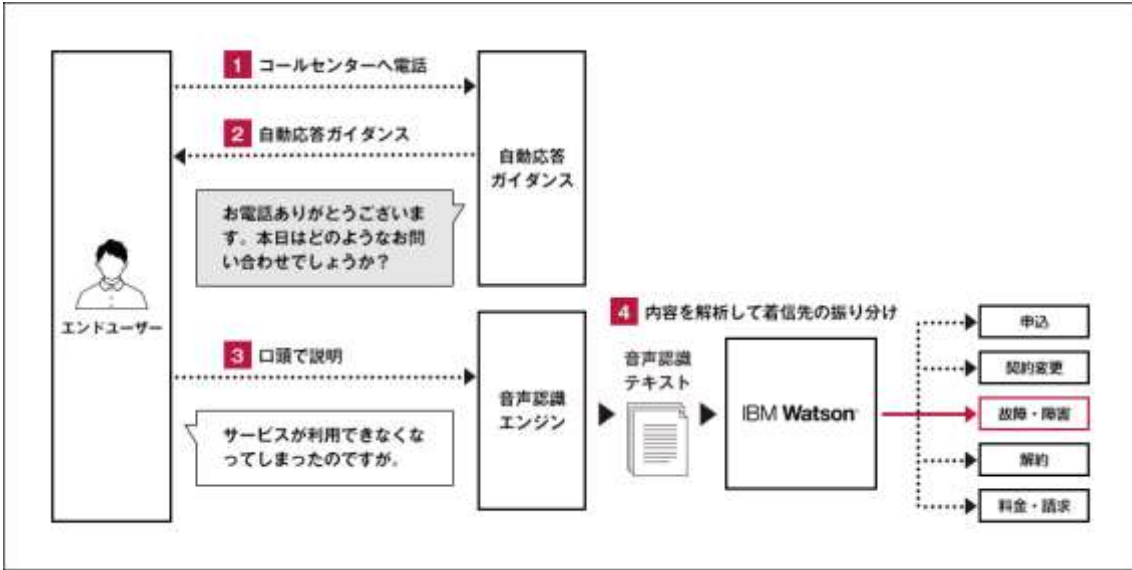 1 コールセンターへ電話
2 自動応答ガイダンス
自動応答
ガイダンス
お電話ありがとうございま
す。本日はどのようなお問
い合わせでしょうか？
エンドユーザー
3 口頭で説明
サービスが利用できなくな
ってしまったのですが。
音声認識
エンジン
4 内容を解析して着信先の振り分け
音声認識
テキスト
IBM Watson
申込
契約変更
故障・障害
解約
料金・請求